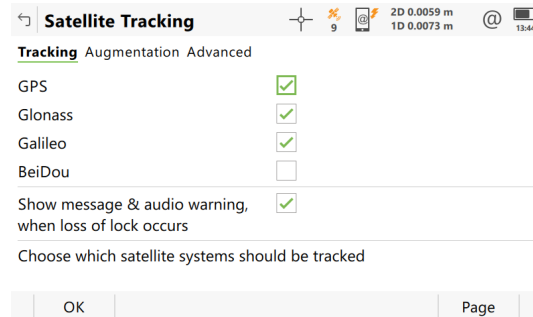 Satellite Tracking
9
@
2D 0.0059 m
1D 0.0073 m
@
13:44
Tracking Augmentation Advanced
GPS
Glonass
Galileo
BeiDou
Show message & audio warning,
when loss of lock occurs
Choose which satellite systems should be tracked
OK
Page